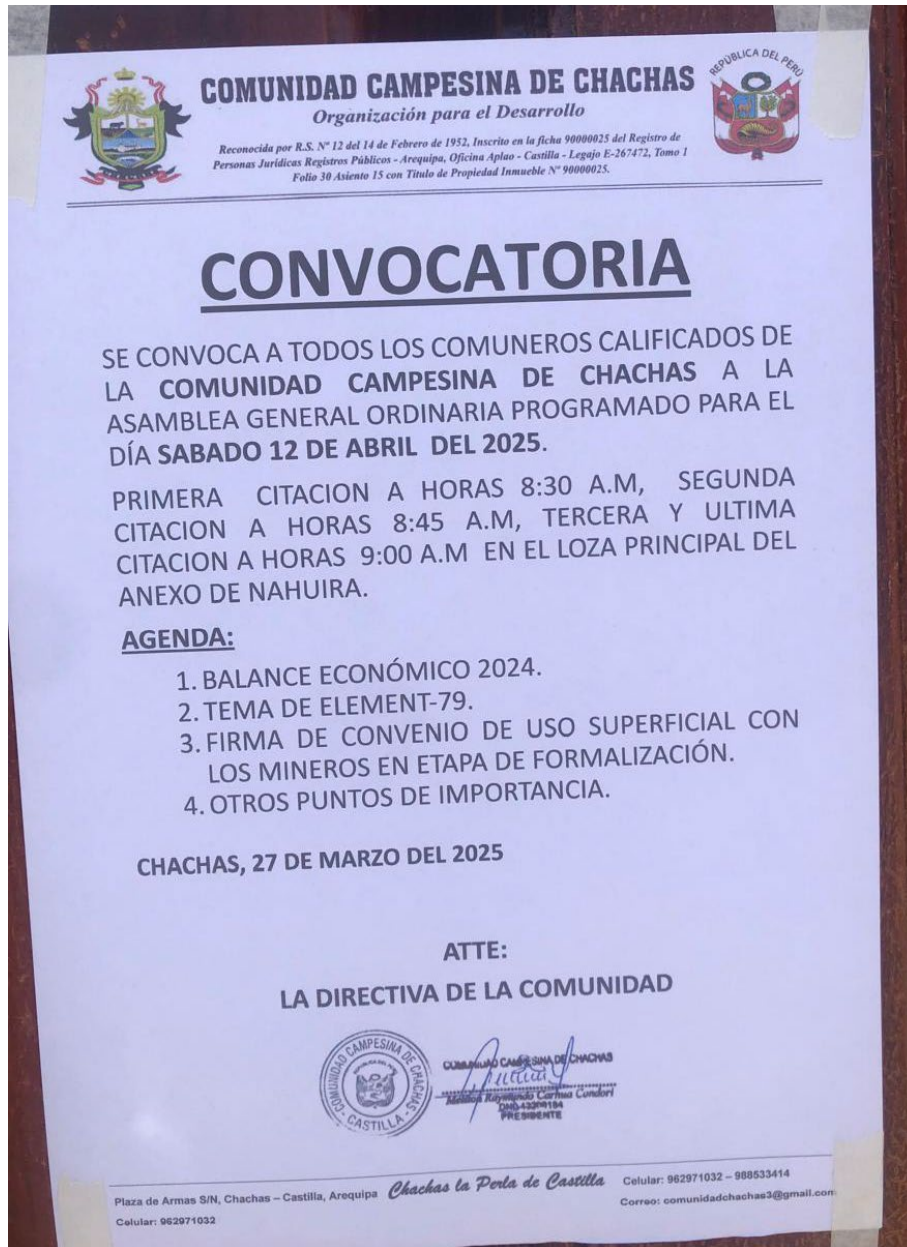 COMUNIDAD CAMPESINA DE CHACHAS
REPÚBLICA DEL PERÚ
Organización para el Desarrollo
Reconocida por R.S. N° 12 del 14 de Febrero de 1952, Inscrito en la ficha 90000025 del Registro de
Personas Jurídicas Registros Públicos - Arequipa, Oficina Aplao - Castilla - Legajo E-267472, Tomo 1
Folio 30 Asiento 15 con Título de Propiedad Inmueble N° 90000025.
CONVOCATORIA
SE CONVOCA A TODOS LOS COMUNEROS CALIFICADOS DE
LA COMUNIDAD CAMPESINA DE CHACHAS A LA
ASAMBLEA GENERAL ORDINARIA PROGRAMADO PARA EL
DÍA SABADO 12 DE ABRIL DEL 2025.
PRIMERA CITACION A HORAS 8:30 A.M, SEGUNDA
CITACION A HORAS 8:45 A.M, TERCERA Y ULTIMA
CITACION A HORAS 9:00 A.M EN EL LOZA PRINCIPAL DEL
ANEXO DE NAHUIRA.
AGENDA:
1. BALANCE ECONÓMICO 2024.
2. TEMA DE ELEMENT-79.
3. FIRMA DE CONVENIO DE USO SUPERFICIAL CON
LOS MINEROS EN ETAPA DE FORMALIZACIÓN.
4. OTROS PUNTOS DE IMPORTANCIA.
CHACHAS, 27 DE MARZO DEL 2025
ATTE:
LA DIRECTIVA DE LA COMUNIDAD
COMUNIDAD CAMPESINA DE CHACHAS
CASTILLA
COMUNIDAD CAMPESINA DE CHACHAS
Raymundo Carhua Condori
PRESIDENTE
Plaza de Armas S/N, Chachas – Castilla, Arequipa
Celular: 962971032
Chachas la Perla de Castilla
Celular: 962971032 – 988533414
Correo: comunidadchachas3@gmail.com